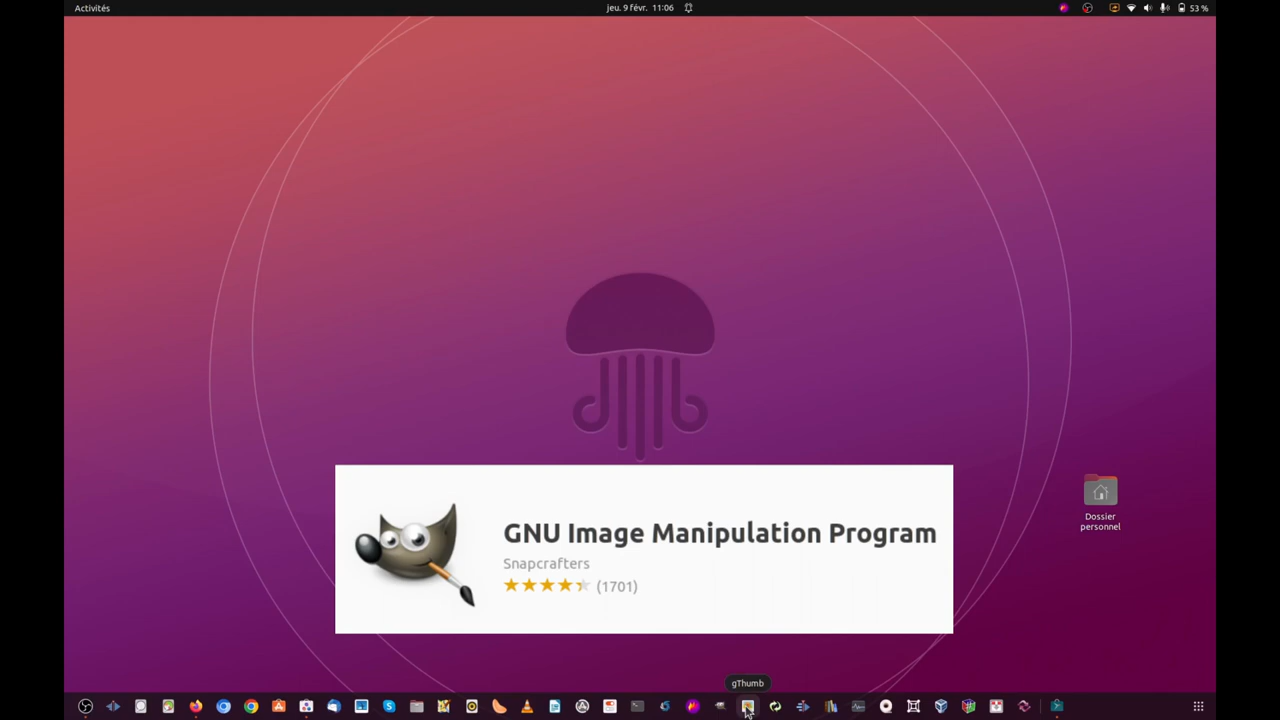 Activités
jeu. 9 févr. 11:06
53 %
Dossier
personnel
GNU Image Manipulation Program
Snapcrafters
(1701)
gThumb